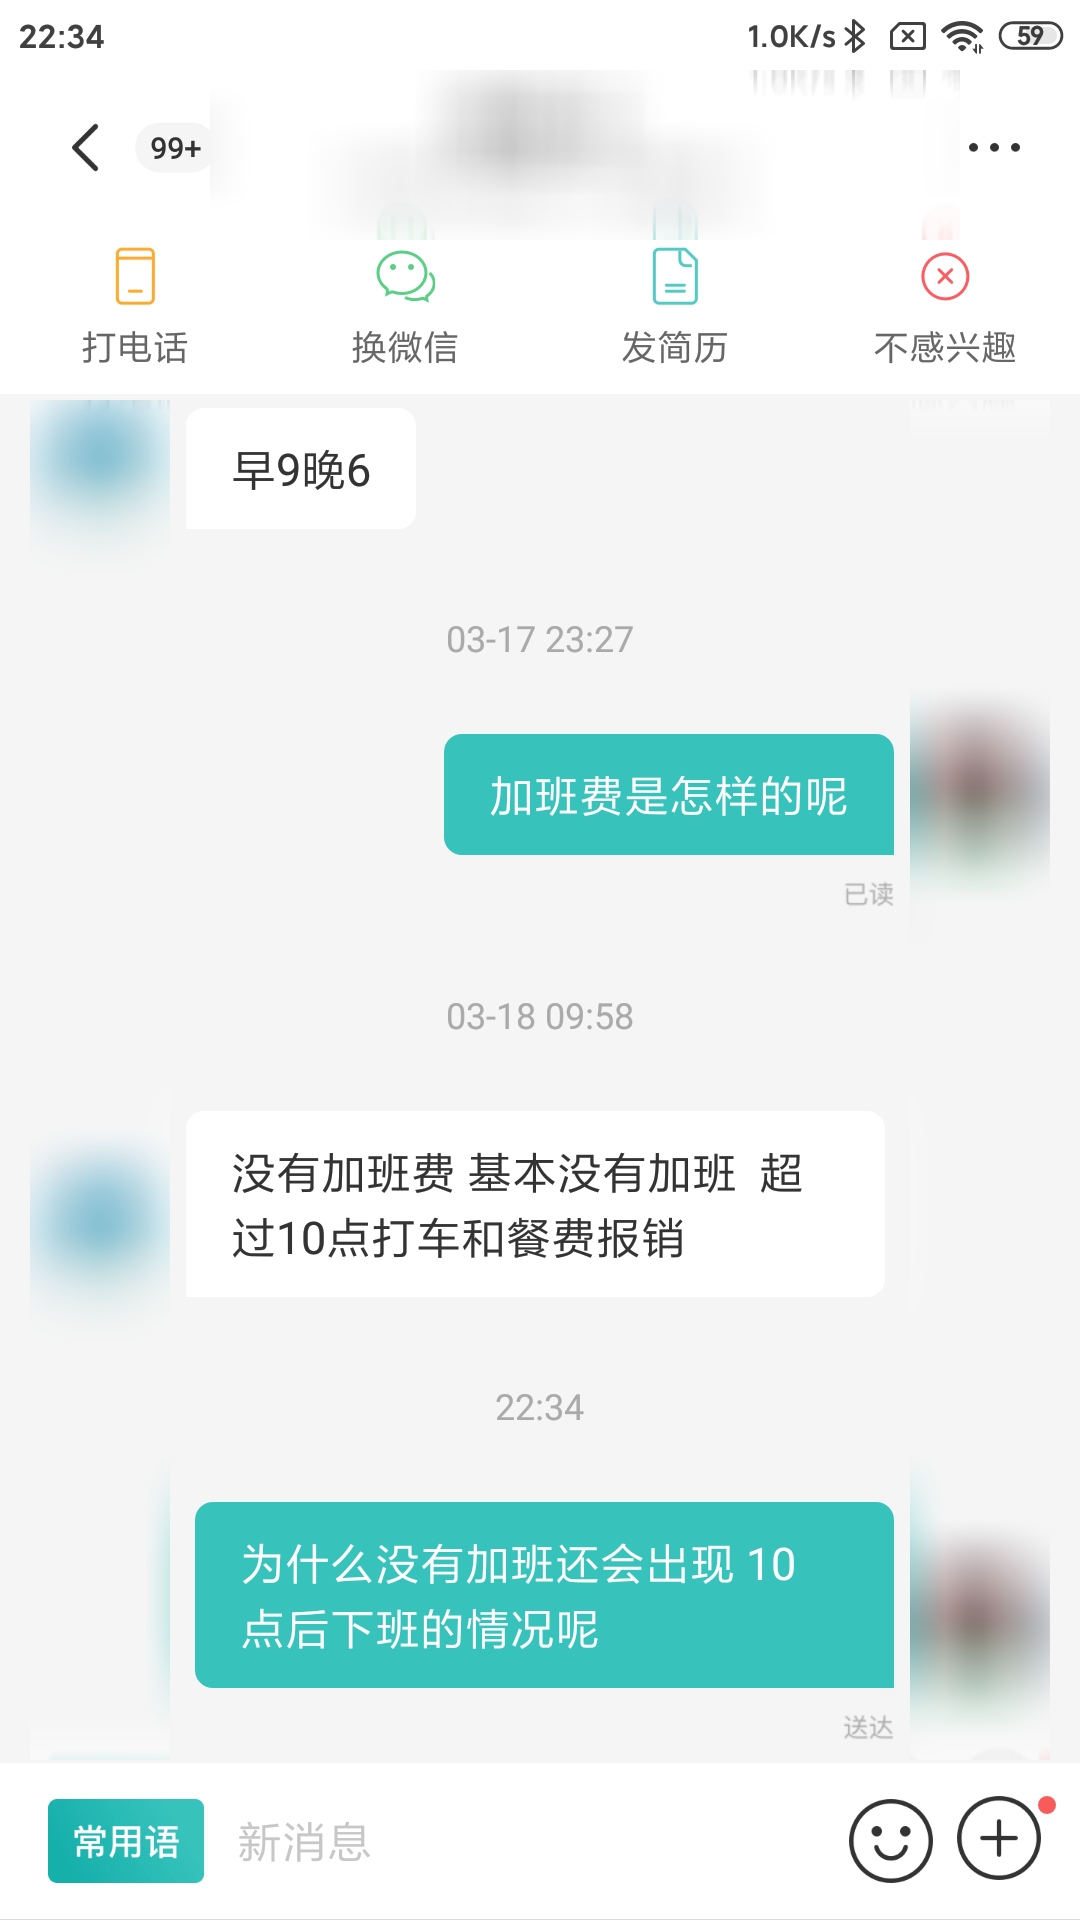 22:34
1.0K/s
59
99+
打电话
换微信
发简历
不感兴趣
早9晚6
03-17 23:27
加班费是怎样的呢
已读
03-18 09:58
没有加班费 基本没有加班 超
过10点打车和餐费报销
22:34
为什么没有加班还会出现 10
点后下班的情况呢
送达
常用语
新消息